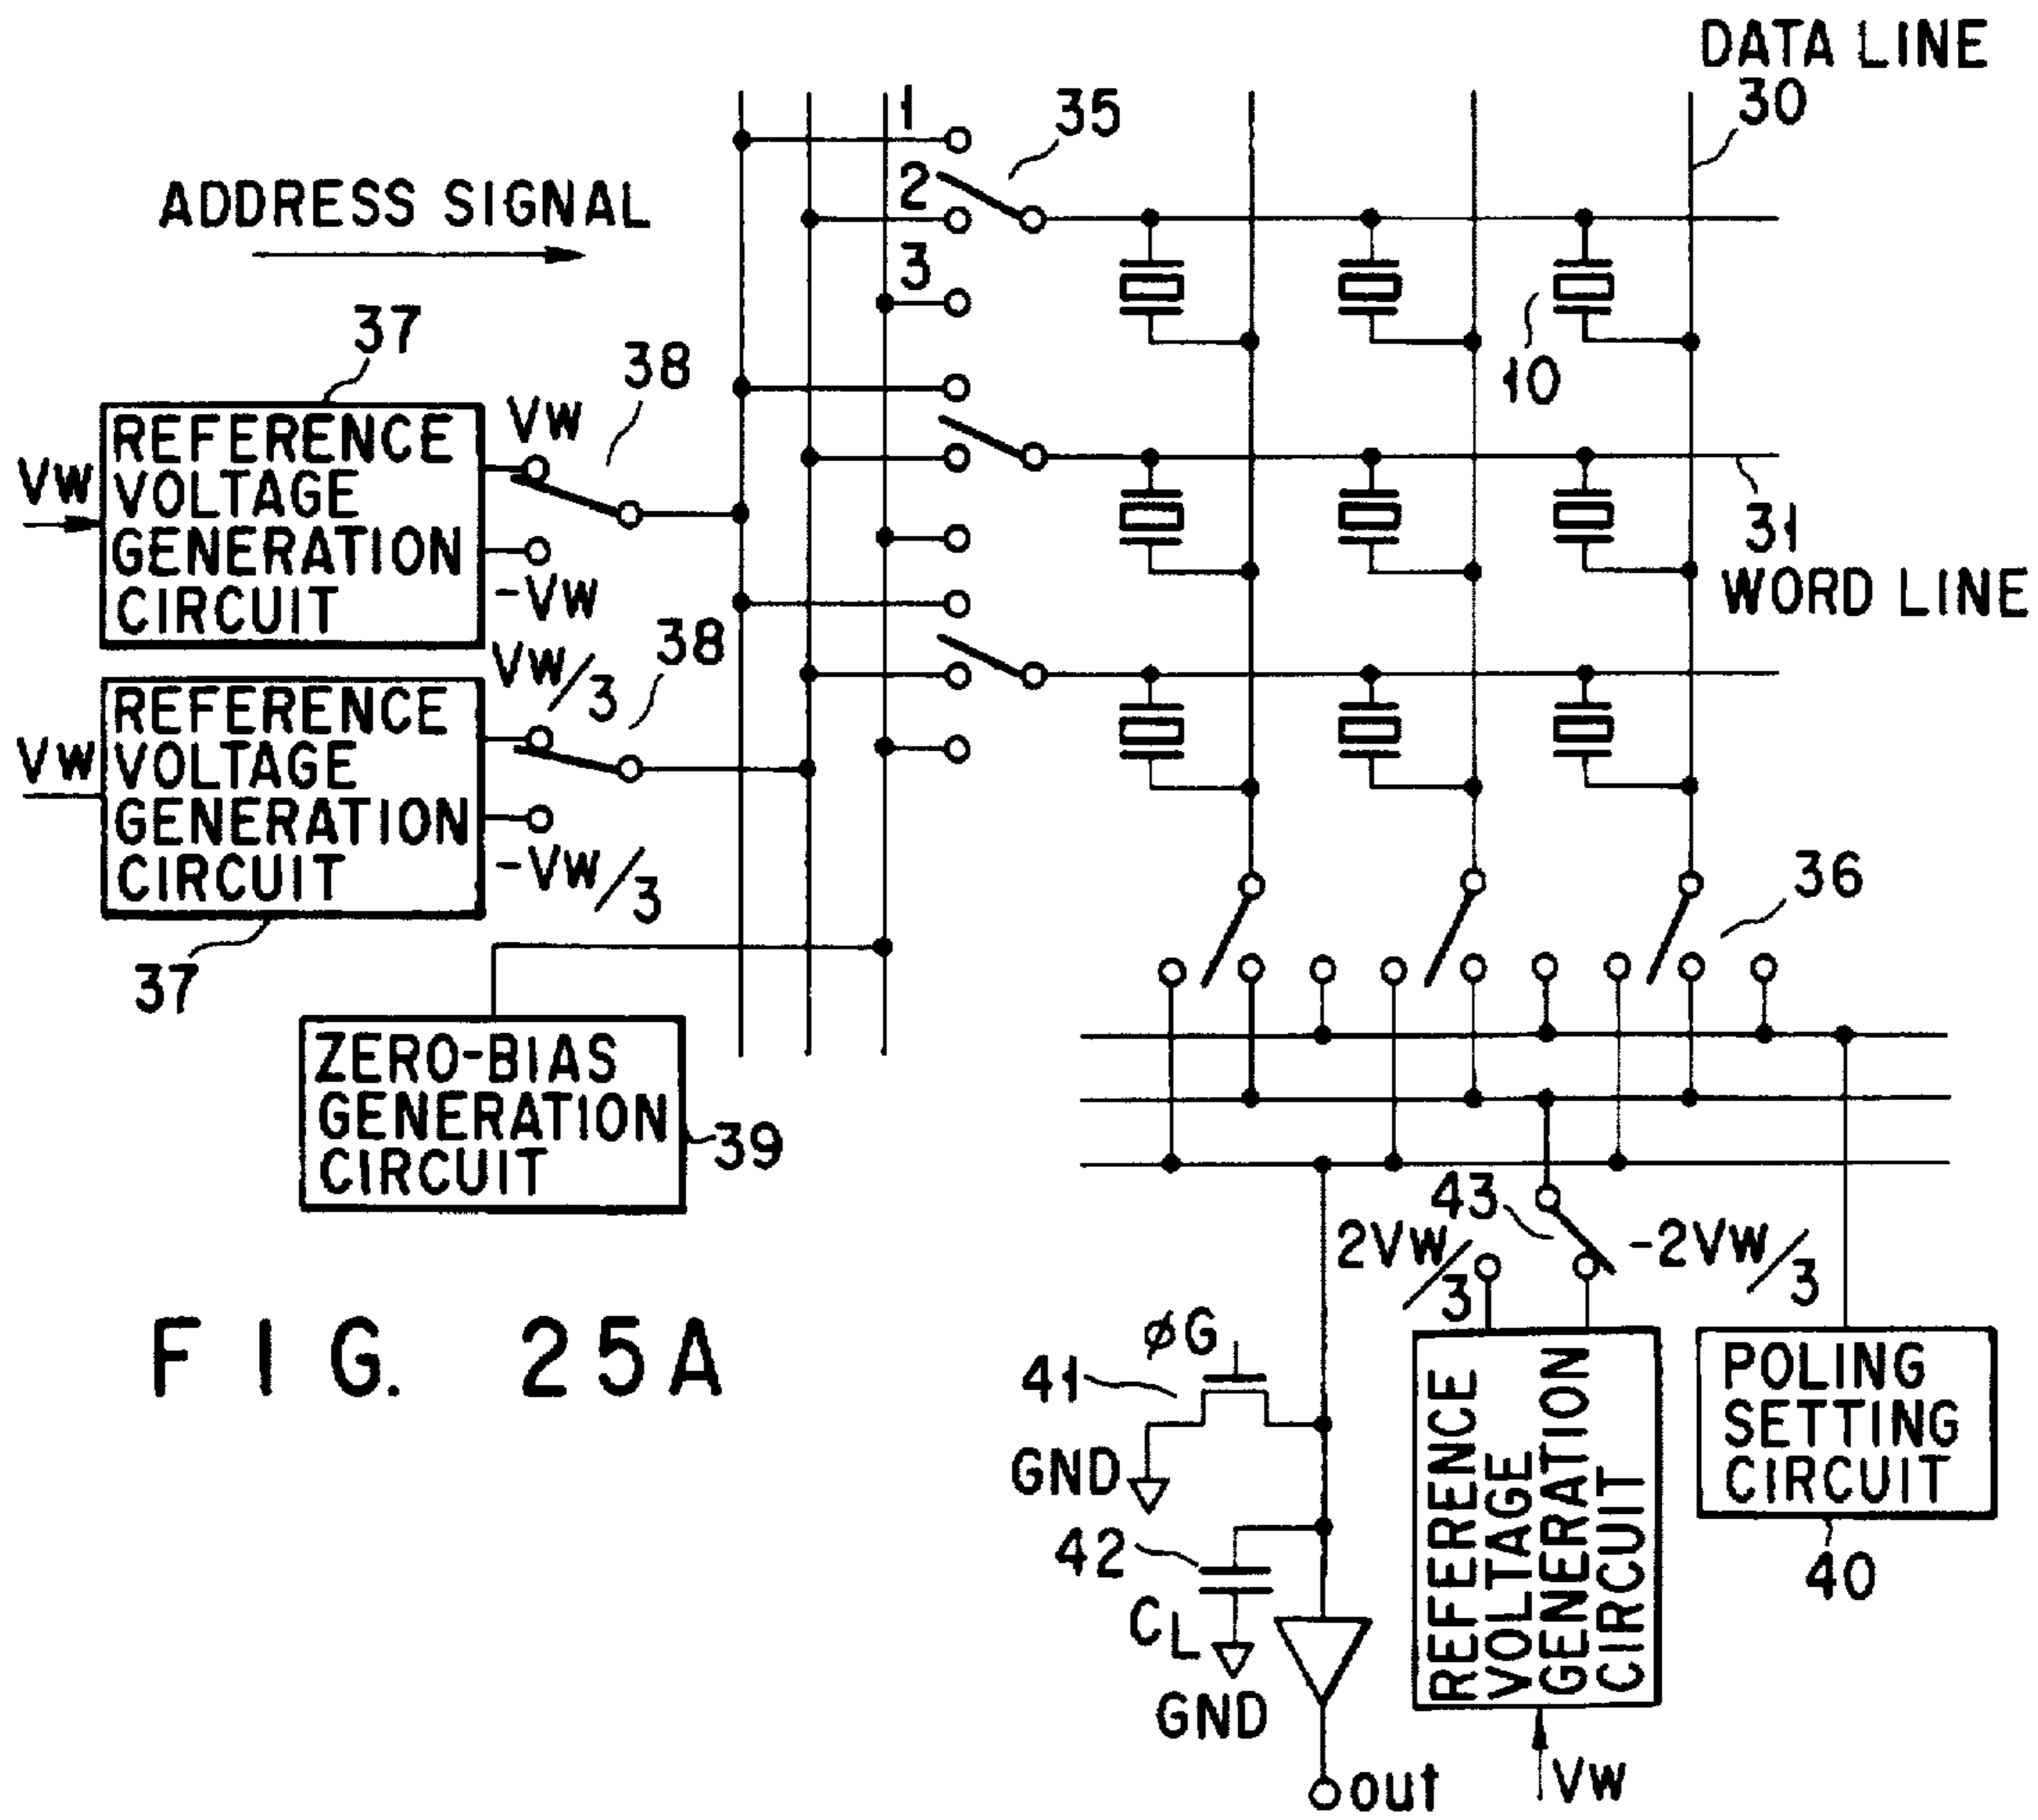 DATA LINE
30
1
35
2
ADDRESS SIGNAL
3
37
38
10
REFERENCE
VOLTAGE
GENERATION
CIRCUIT
Vw
Vw
-Vw
31
WORD LINE
38
Vw/3
REFERENCE
VOLTAGE
GENERATION
CIRCUIT
Vw
-Vw/3
37
36
ZERO-BIAS
GENERATION
CIRCUIT
39
43
2Vw/3
-2Vw/3
FIG. 25A
øG
41
GND
42
CL
GND
REFERENCE
VOLTAGE
GENERATION
CIRCUIT
POLING
SETTING
CIRCUIT
40
out
Vw